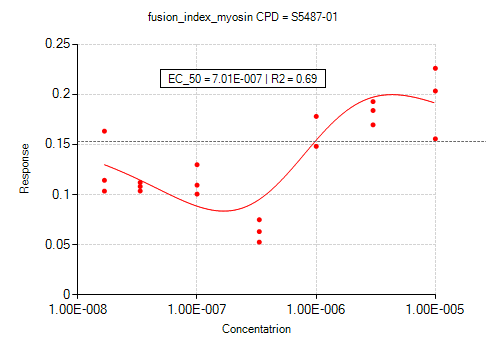 fusion_index_myosin CPD = S5487-01
0.25
EC_50 = 7.01E-007 | R2 = 0.69
0.2
0.15
Response
0.1
0.05
0
1.00E-008 1.00E-007 1.00E-006 1.00E-005
Concentatrion